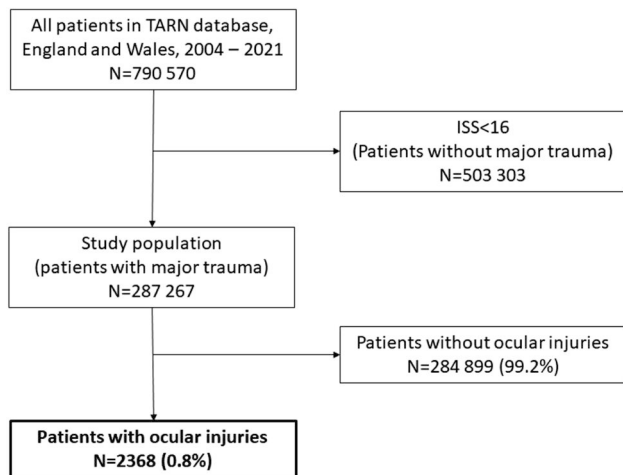 All patients in TARN database,
England and Wales, 2004 – 2021
N=790 570
ISS<16
(Patients without major trauma)
N=503 303
Study population
(patients with major trauma)
N=287 267
Patients without ocular injuries
N=284 899 (99.2%)
Patients with ocular injuries
N=2368 (0.8%)